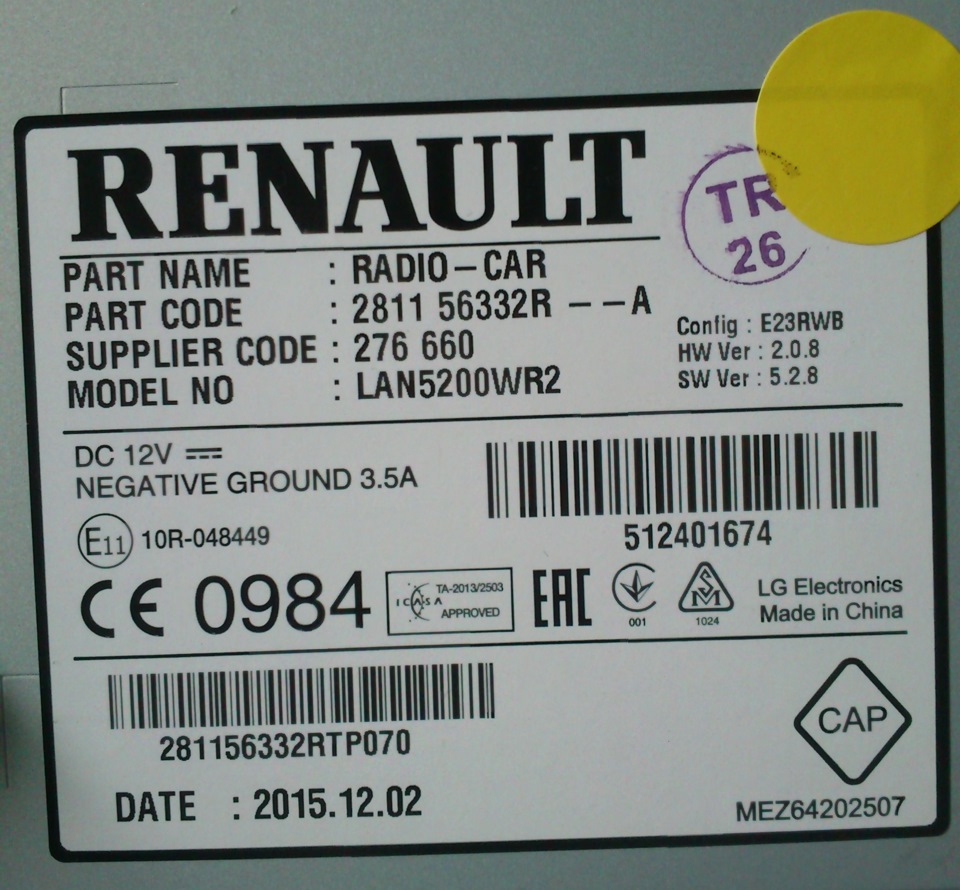 RENAULT
TR
26
PART NAME : RADIO-CAR
PART CODE : 2811 56332R --A
SUPPLIER CODE : 276 660
MODEL NO : LAN5200WR2
Config : E23RWB
HW Ver : 2.0.8
SW Ver : 5.2.8
DC 12V
NEGATIVE GROUND 3.5A
512401674
E11 10R-048449
CE 0984
TA-2013/2503
ICASA
APPROVED
EAC
001
SM
1024
LG Electronics
Made in China
281156332RTP070
DATE : 2015.12.02
CAP
MEZ64202507